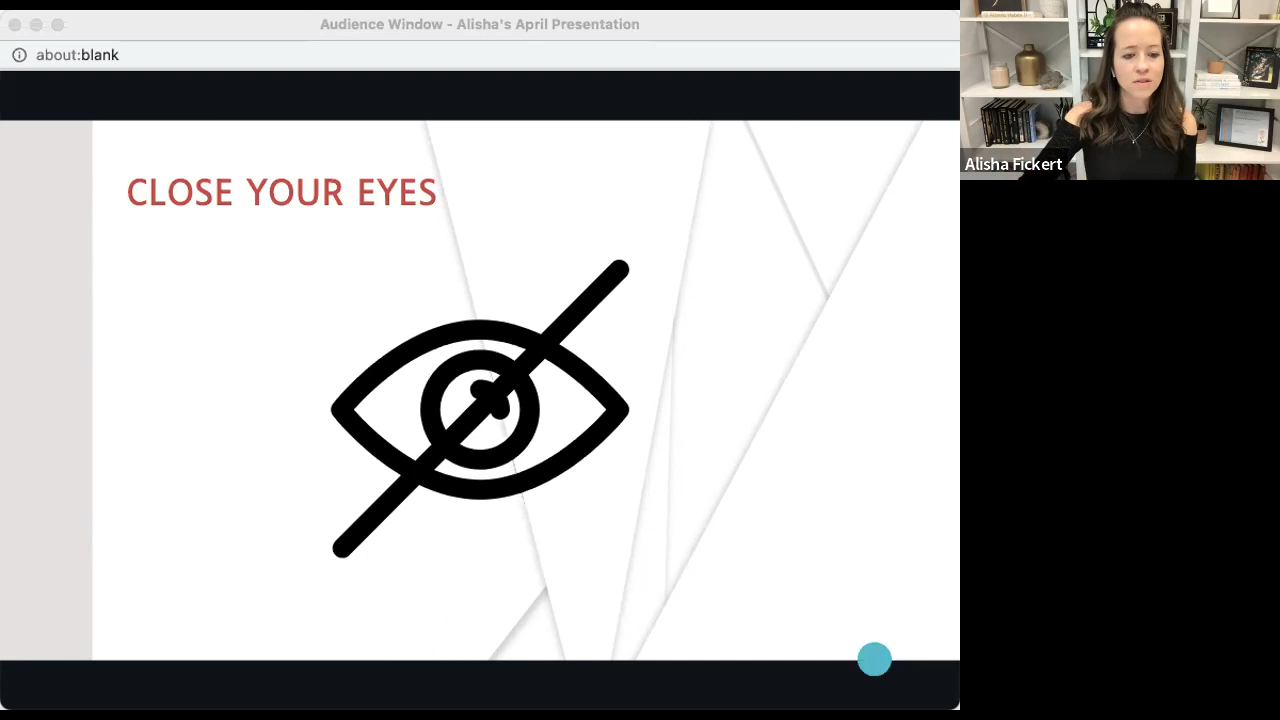 Audience Window - Alisha's April Presentation
about:blank
CLOSE YOUR EYES
Alisha Fickert